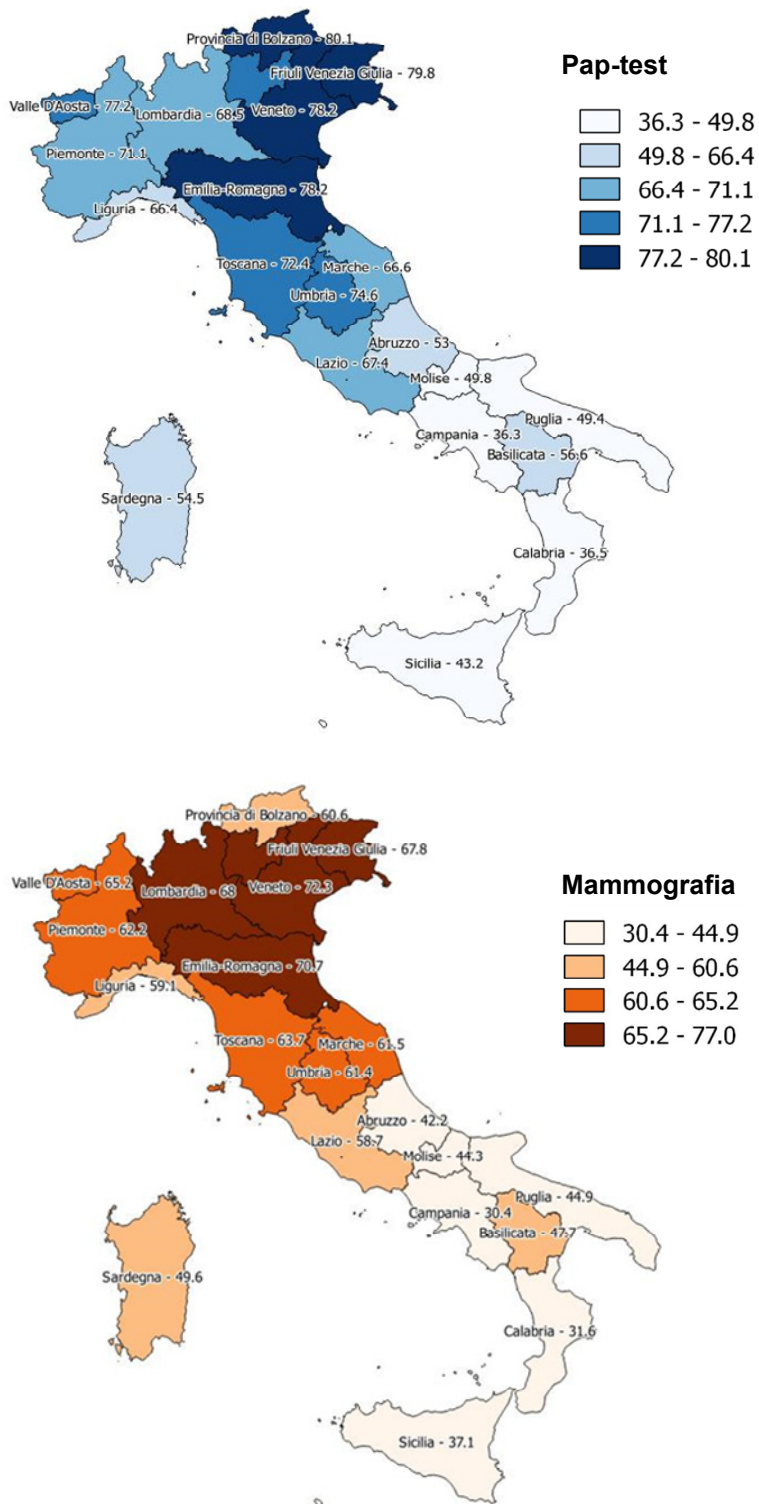 Provincia di Bolzano - 80.1
Friuli Venezia Giulia - 79.8
Valle D'Aosta - 77.2
Lombardia - 68.5
Veneto - 78.2
Piemonte - 71.1
Emilia-Romagna - 78.2
Liguria - 66.4
Toscana - 72.4
Marche - 66.6
Umbria - 74.6
Abruzzo - 53
Lazio - 67.4
Molise - 49.8
Puglia - 49.4
Campania - 36.3
Basilicata - 56.6
Sardegna - 54.5
Calabria - 36.5
Sicilia - 43.2
Pap-test
36.3 - 49.8
49.8 - 66.4
66.4 - 71.1
71.1 - 77.2
77.2 - 80.1
Provincia di Bolzano - 60.6
Friuli Venezia Giulia - 67.8
Valle D'Aosta - 65.2
Lombardia - 68
Veneto - 72.3
Piemonte - 62.2
Emilia-Romagna - 70.7
Liguria - 59.1
Toscana - 63.7
Marche - 61.5
Umbria - 61.4
Abruzzo - 42.2
Lazio - 58.7
Molise - 44.3
Puglia - 44.9
Campania - 30.4
Basilicata - 47.7
Sardegna - 49.6
Calabria - 31.6
Sicilia - 37.1
Mammografia
30.4 - 44.9
44.9 - 60.6
60.6 - 65.2
65.2 - 77.0